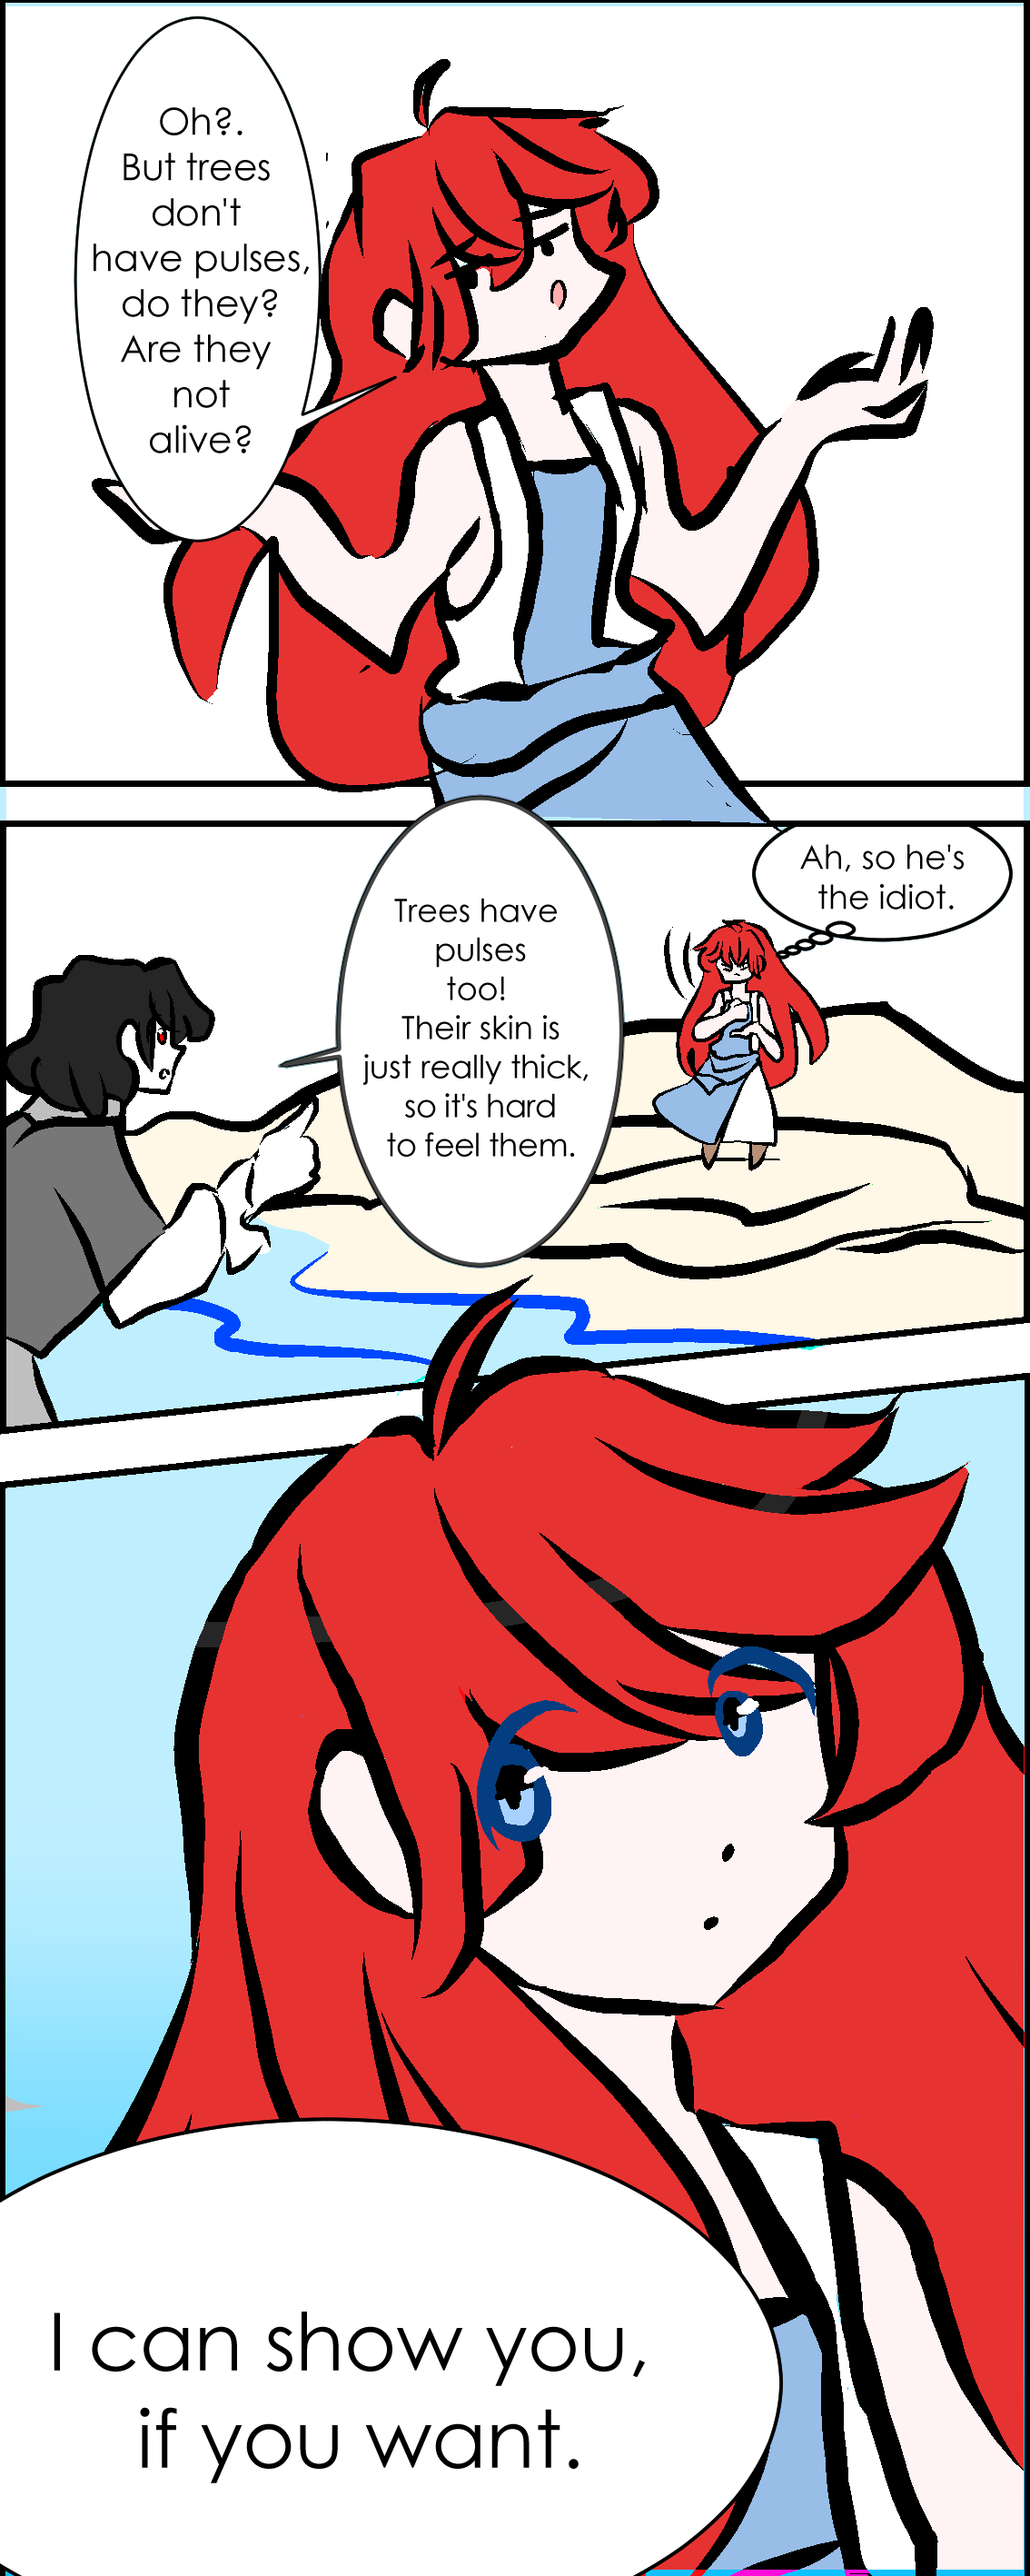 Oh?.
But trees
don't
have pulses,
do they?
Are they
not
alive?
Ah, so he's
the idiot.
Trees have
pulses
too!
Their skin is
just really thick,
so it's hard
to feel them.
I can show you,
if you want.